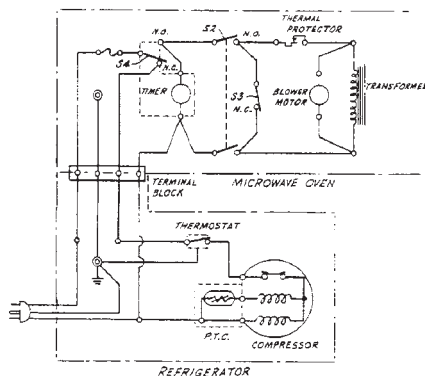 N.O.
S2
N.O.
THERMAL
PROTECTOR
S4
N.C.
TIMER
S3
N.C.
BLOWER
MOTOR
TRANSFORMER
TERMINAL
BLOCK
MICROWAVE OVEN
THERMOSTAT
P.T.C.
COMPRESSOR
REFRIGERATOR